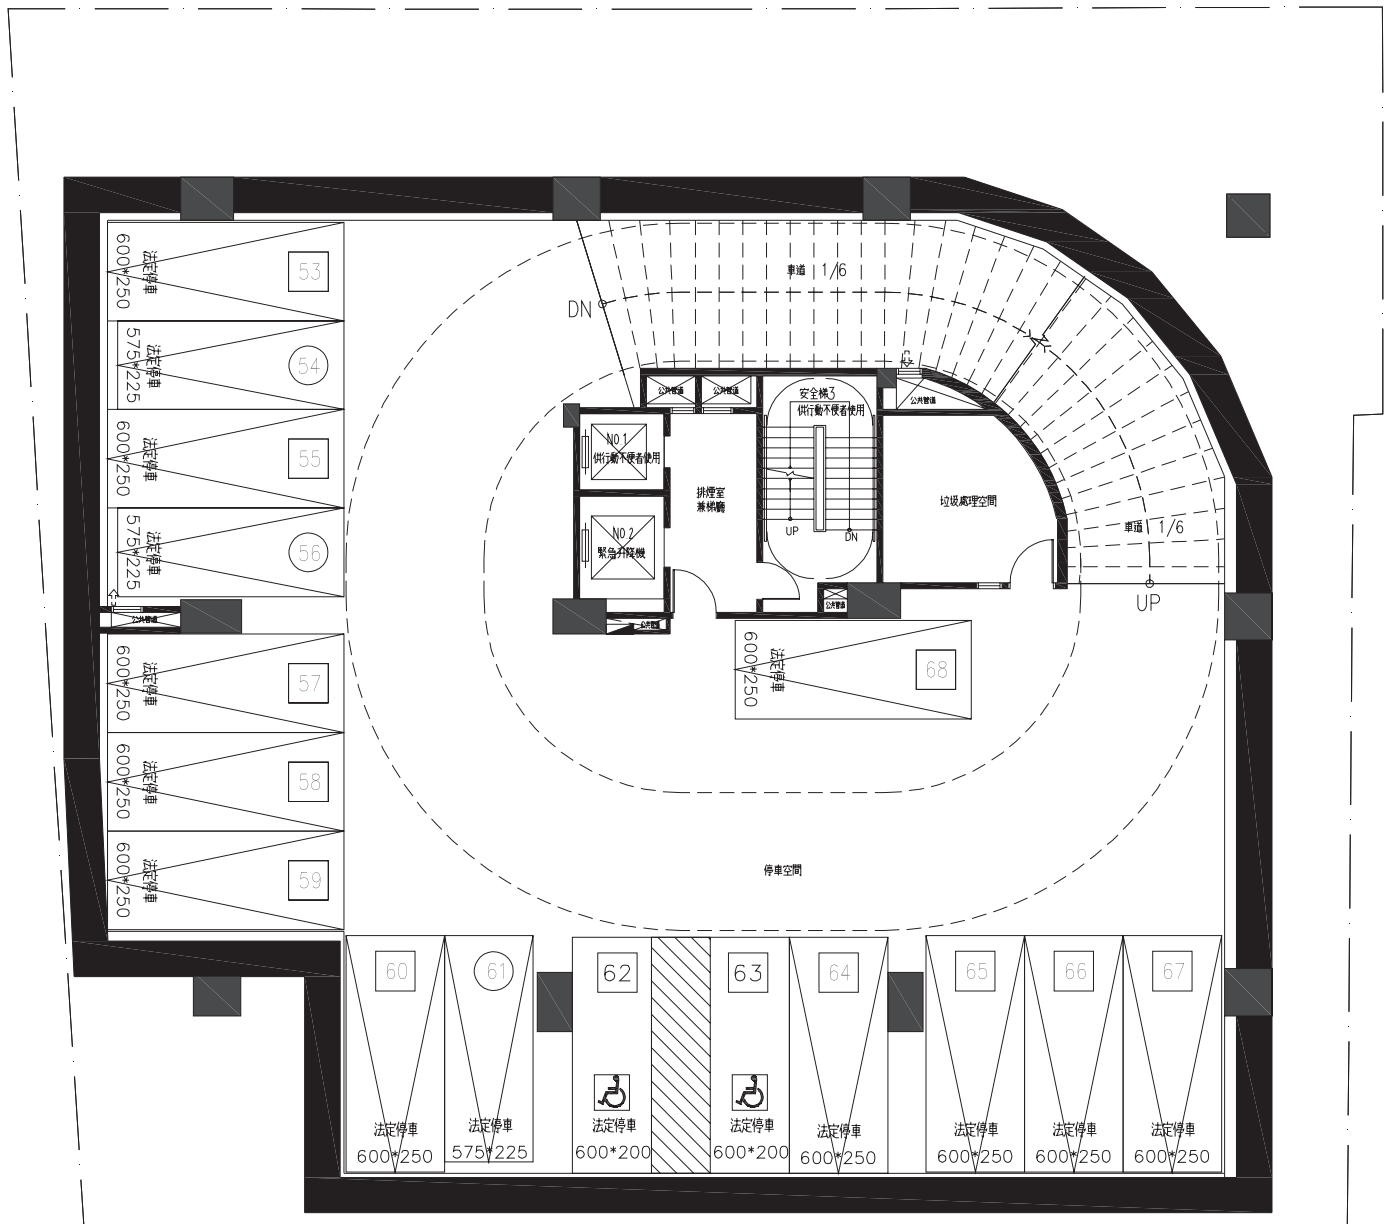 車道 1/6
DN
公共管道
公共管道
安全梯3
供行動不便者使用
公共管道
NO 1
供行動不便者使用
排煙室
兼梯廳
垃圾處理空間
NO 2
緊急升降機
UP
DN
車道 1/6
UP
公共管道
公共管道
公共管道
53
法定停車
600*250
54
法定停車
575*225
55
法定停車
600*250
56
法定停車
575*225
57
法定停車
600*250
58
法定停車
600*250
59
法定停車
600*250
68
法定停車
600*250
停車空間
60
法定停車
600*250
61
法定停車
575*225
62
法定停車
600*200
63
法定停車
600*200
64
法定停車
600*250
65
法定停車
600*250
66
法定停車
600*250
67
法定停車
600*250